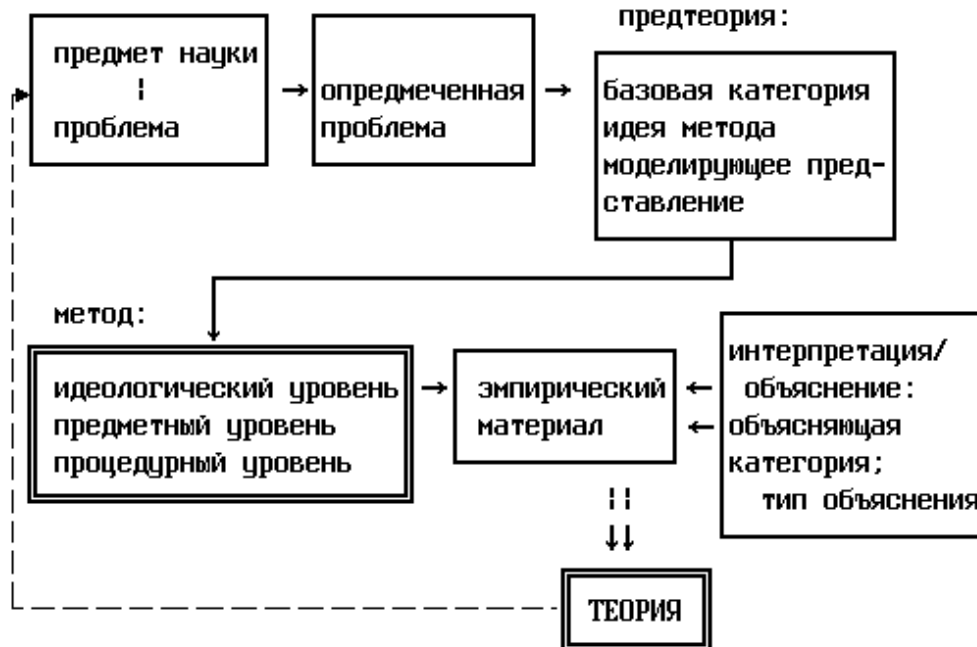 предтеория:
предмет науки
проблема
опредмеченная
проблема
базовая категория
идея метода
моделирующее пред-
ставление
метод:
идеологический уровень
предметный уровень
процедурный уровень
эмпирический
материал
интерпретация/
объяснение:
объясняющая
категория;
тип объяснения
ТЕОРИЯ